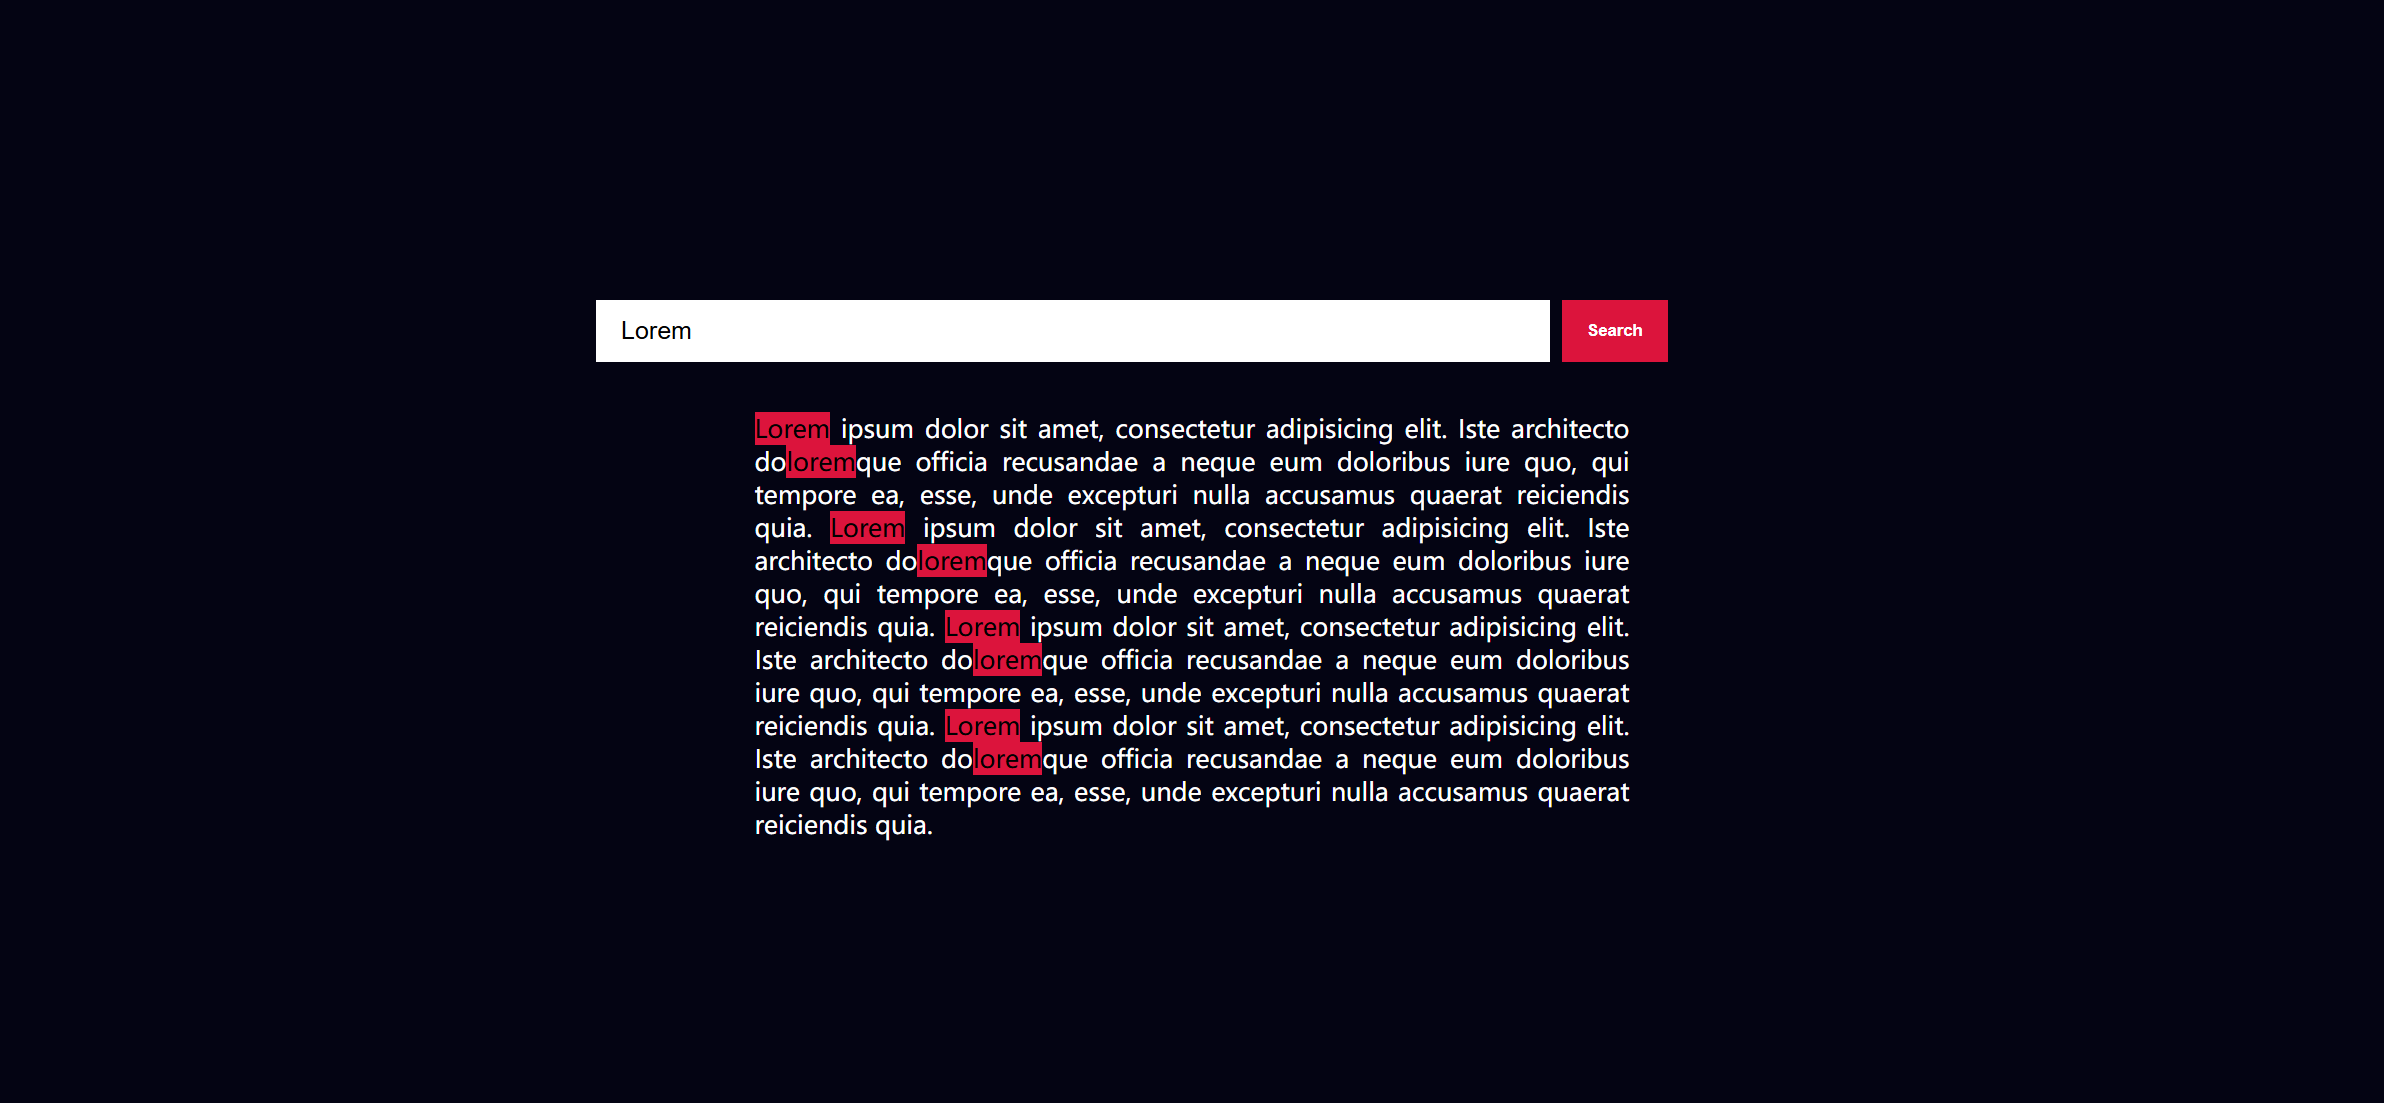 Lorem
Search
Lorem ipsum dolor sit amet, consectetur adipisicing elit. Iste architecto
doloremque officia recusandae a neque eum doloribus iure quo, qui
tempore ea, esse, unde excepturi nulla accusamus quaerat reiciendis
quia. Lorem ipsum dolor sit amet, consectetur adipisicing elit. Iste
architecto doloremque officia recusandae a neque eum doloribus iure
quo, qui tempore ea, esse, unde excepturi nulla accusamus quaerat
reiciendis quia. Lorem ipsum dolor sit amet, consectetur adipisicing elit.
Iste architecto doloremque officia recusandae a neque eum doloribus
iure quo, qui tempore ea, esse, unde excepturi nulla accusamus quaerat
reiciendis quia. Lorem ipsum dolor sit amet, consectetur adipisicing elit.
Iste architecto doloremque officia recusandae a neque eum doloribus
iure quo, qui tempore ea, esse, unde excepturi nulla accusamus quaerat
reiciendis quia.